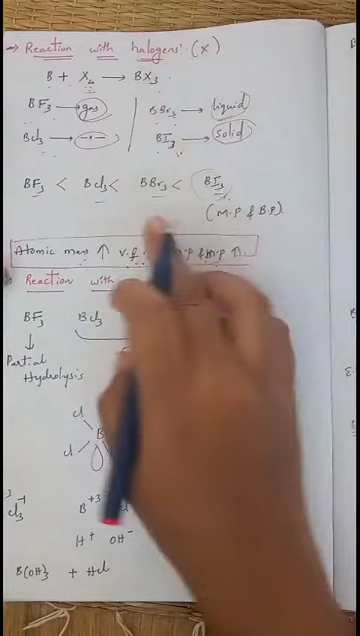 → Reaction with halogens: (X)
B + X₂ ⟶ BX₃
BF₃ → gas
BCl₃ → —"—
BBr₃ → liquid
BI₃ → solid
BF₃ < BCl₃ < BBr₃ < BI₃
(M.P & B.P).
Atomic mass ↑ v.f M.P & B.P ↑.
Reaction with
BF₃ BCl₃
↓
Partial
Hydrolysis
Cl
B
Cl
B⁺³
H⁺ OH⁻
B(OH)₃ + HCl